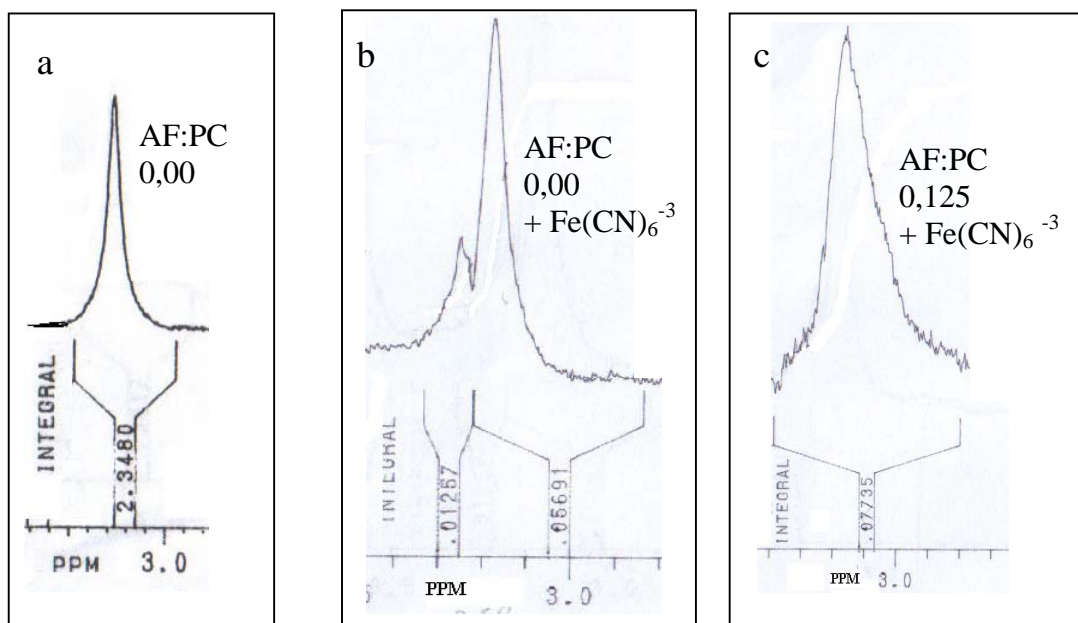 a
AF:PC
0,00
INTEGRAL
2.3480
PPM 3.0
b
AF:PC
0,00
+ Fe(CN)₆⁻³
INTEGRAL
.01257
.05691
PPM 3.0
c
AF:PC
0,125
+ Fe(CN)₆ ⁻³
INTEGRAL
.07735
PPM 3.0